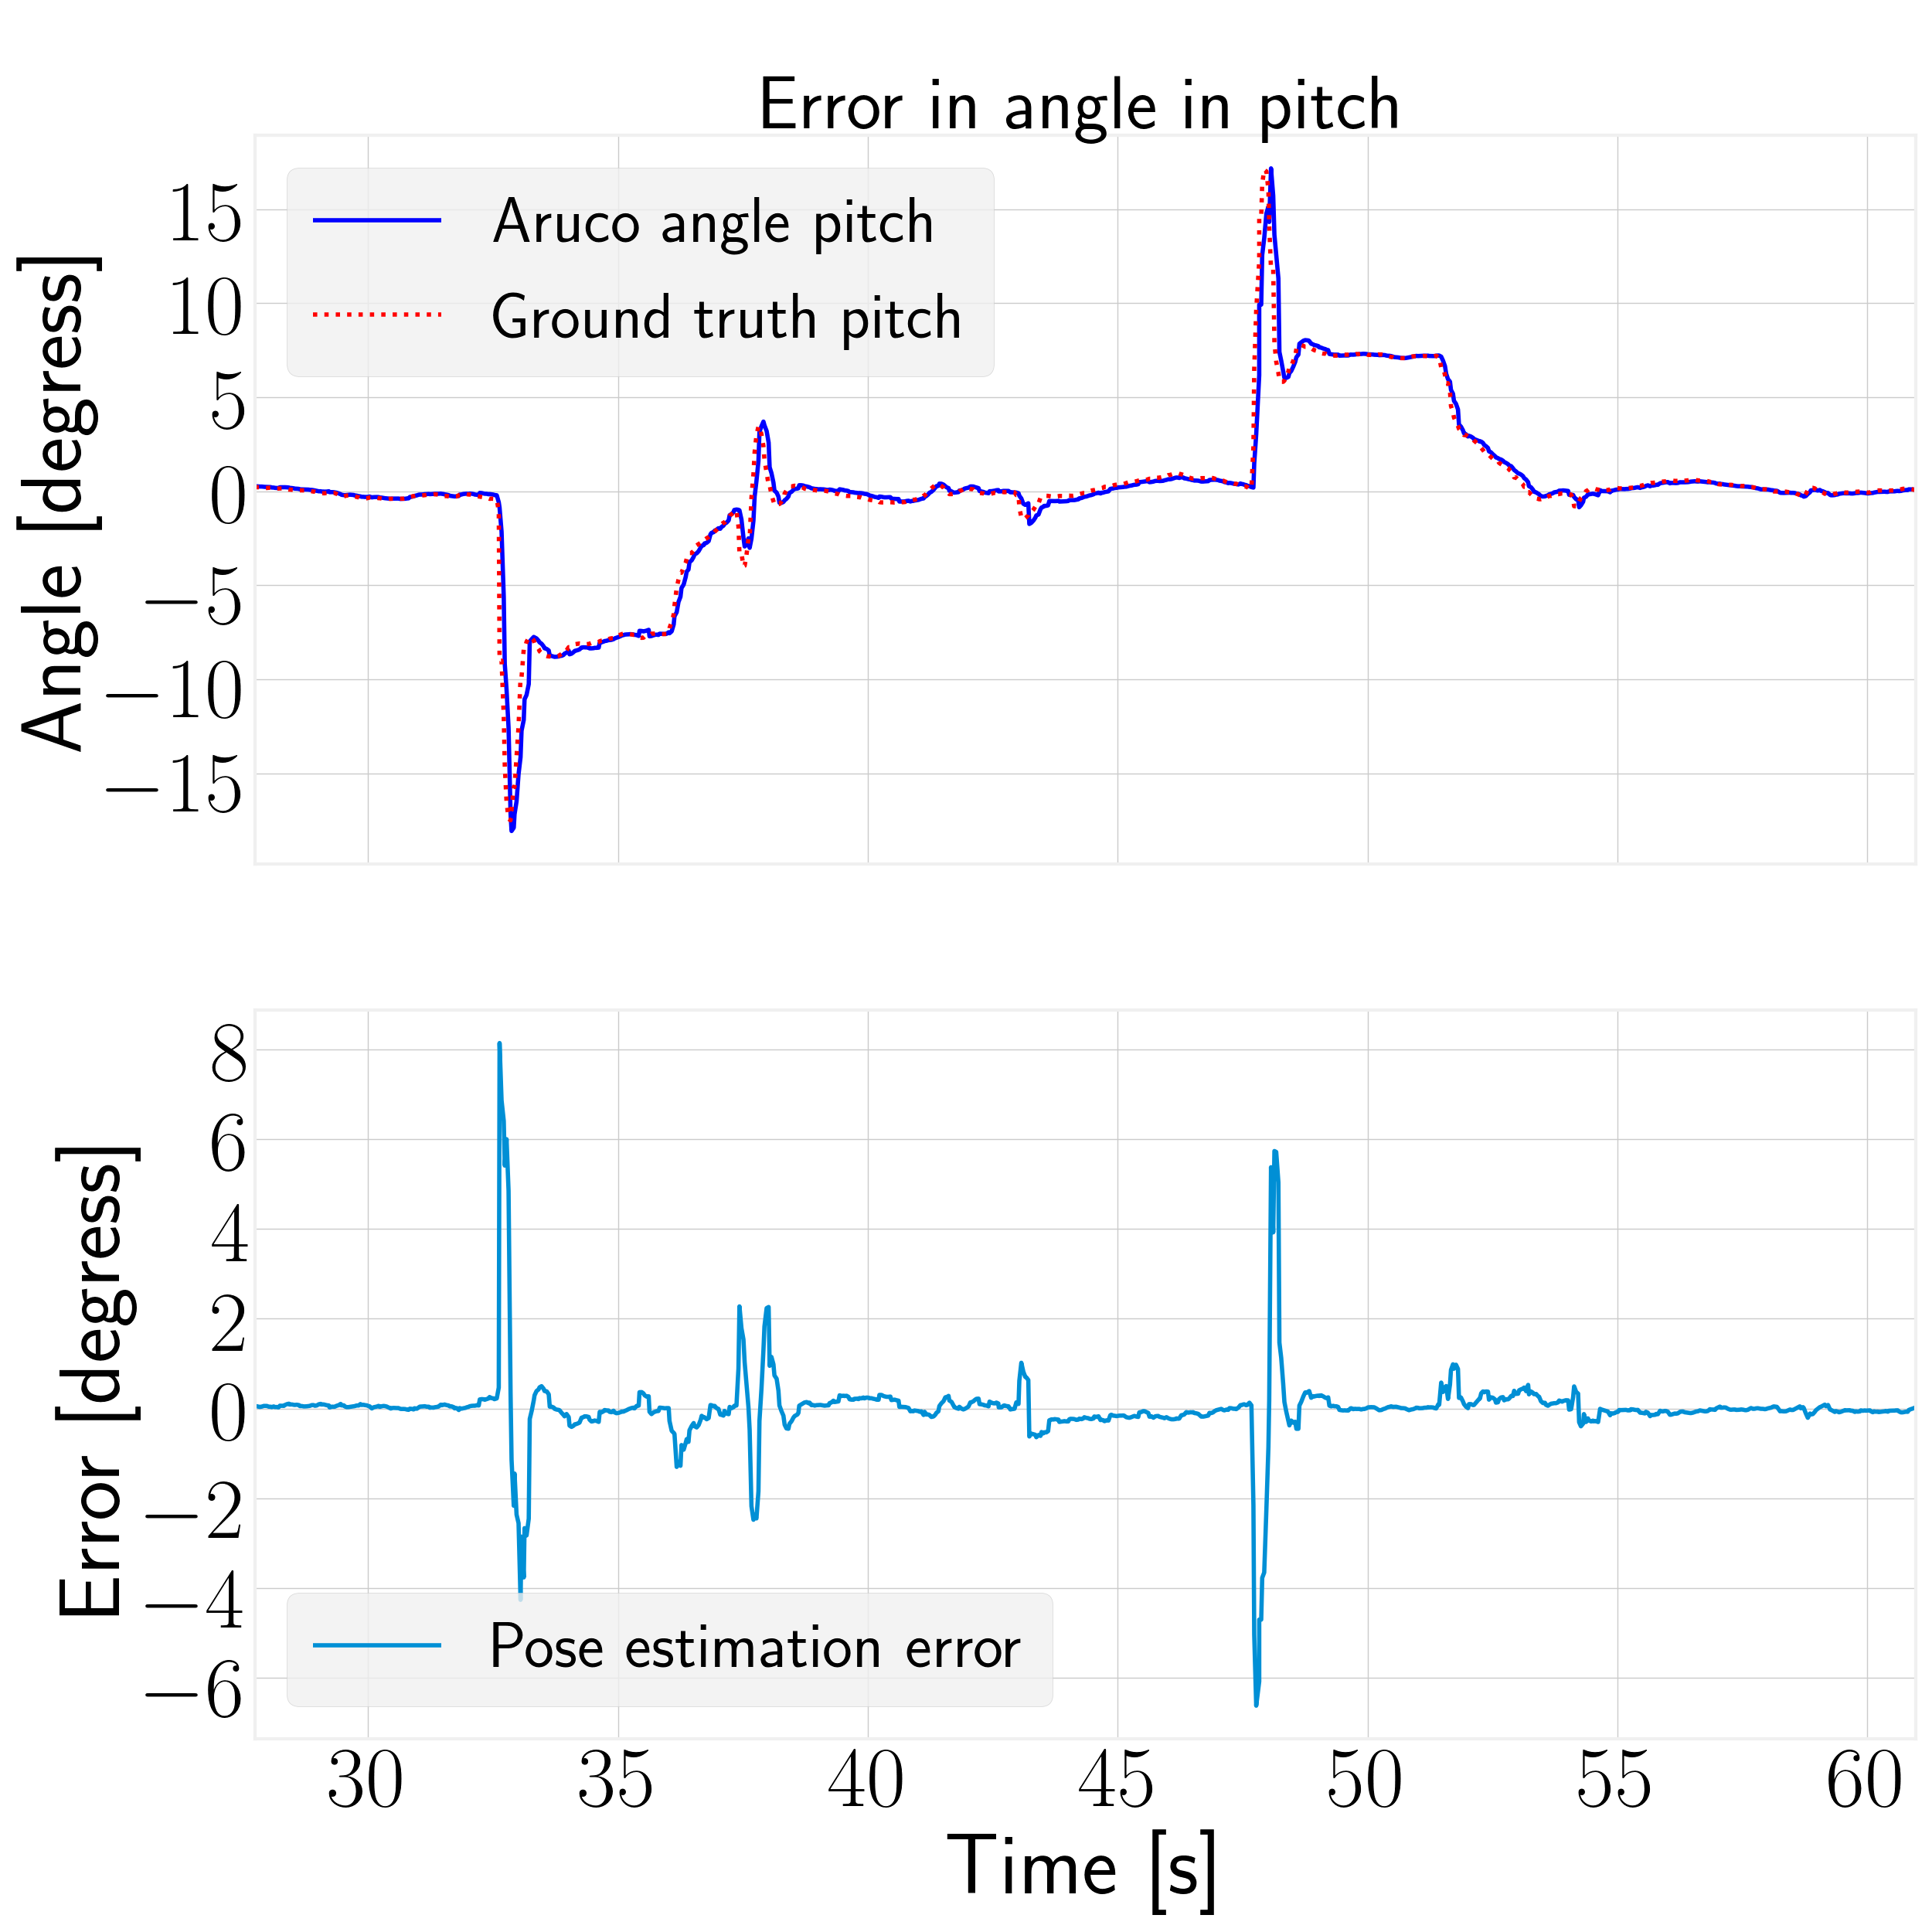 Error in angle in pitch
Angle [degress]
15
10
5
0
−5
−10
−15
Aruco angle pitch
Ground truth pitch
Error [degress]
8
6
4
2
0
−2
−4
−6
Pose estimation error
30 35 40 45 50 55 60
Time [s]